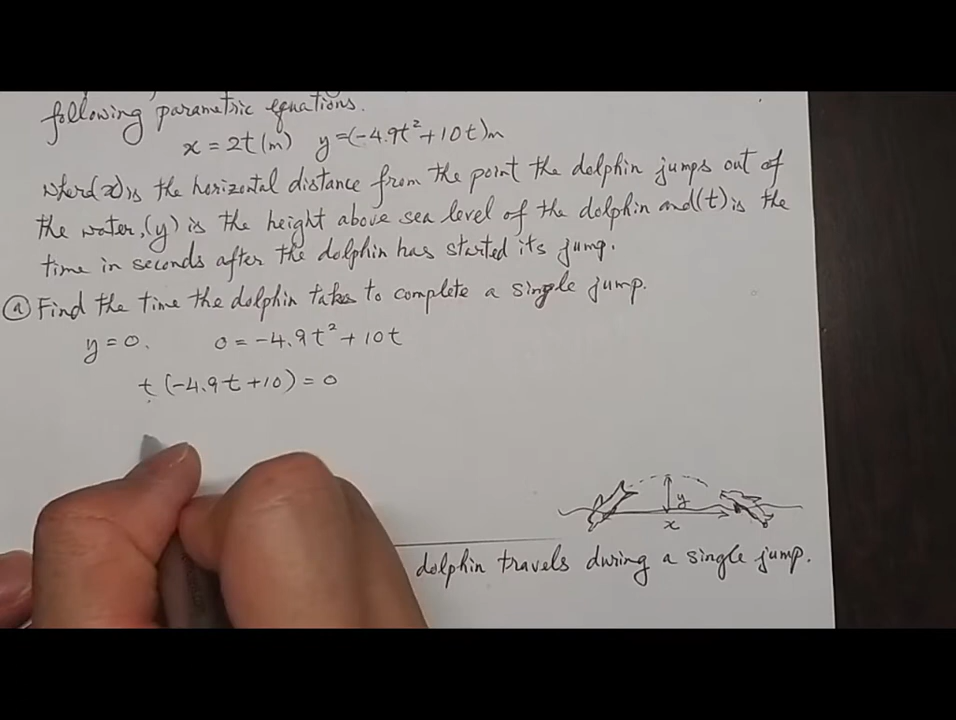 following parametric equations.
x = 2t (m) y = (-4.9t² + 10t)m
where (x) is the horizontal distance from the point the dolphin jumps out of
the water, (y) is the height above sea level of the dolphin and (t) is the
time in seconds after the dolphin has started its jump.
ⓐ Find the time the dolphin takes to complete a single jump.
y = 0. 0 = -4.9t² + 10t
t (-4.9t + 10) = 0
y
x
dolphin travels during a single jump.